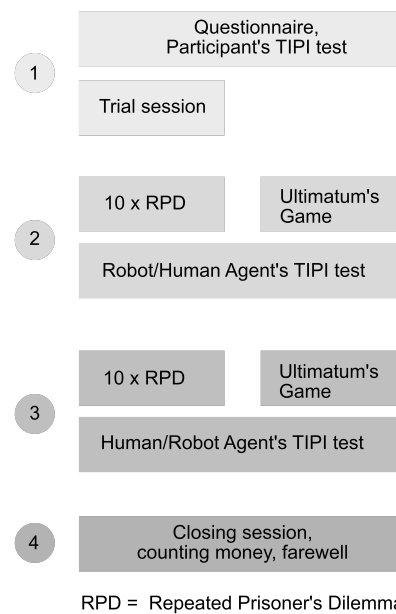 Questionnaire,
Participant's TIPI test
1
Trial session
10 x RPD
Ultimatum's
Game
2
Robot/Human Agent's TIPI test
10 x RPD
Ultimatum's
Game
3
Human/Robot Agent's TIPI test
4
Closing session,
counting money, farewell
RPD = Repeated Prisoner's Dilemma